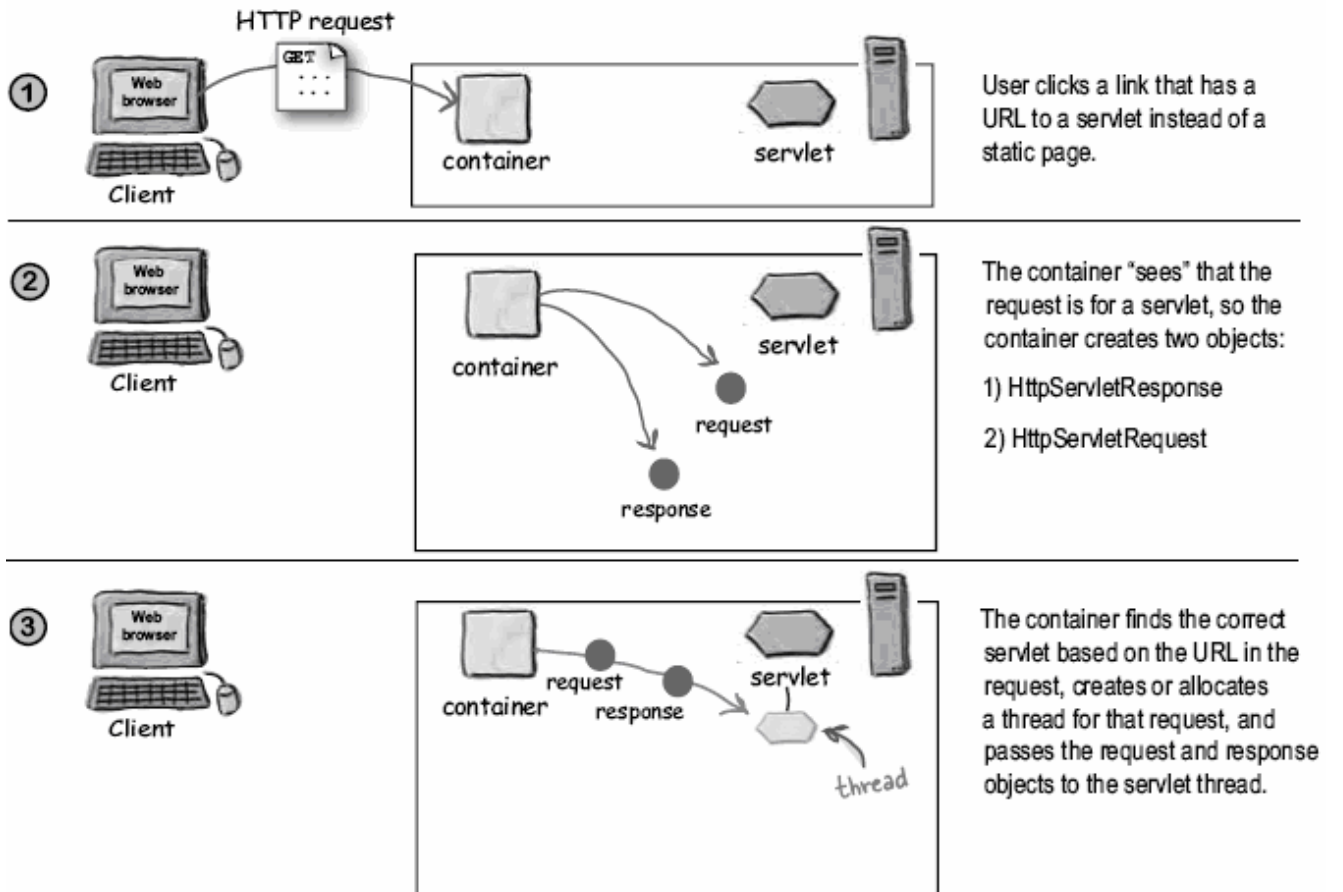 HTTP request
GET
1
Web
browser
Client
container
servlet
User clicks a link that has a
URL to a servlet instead of a
static page.
2
Web
browser
Client
container
servlet
request
response
The container “sees” that the
request is for a servlet, so the
container creates two objects:
1) HttpServletResponse
2) HttpServletRequest
3
Web
browser
Client
container
request
response
servlet
thread
The container finds the correct
servlet based on the URL in the
request, creates or allocates
a thread for that request, and
passes the request and response
objects to the servlet thread.